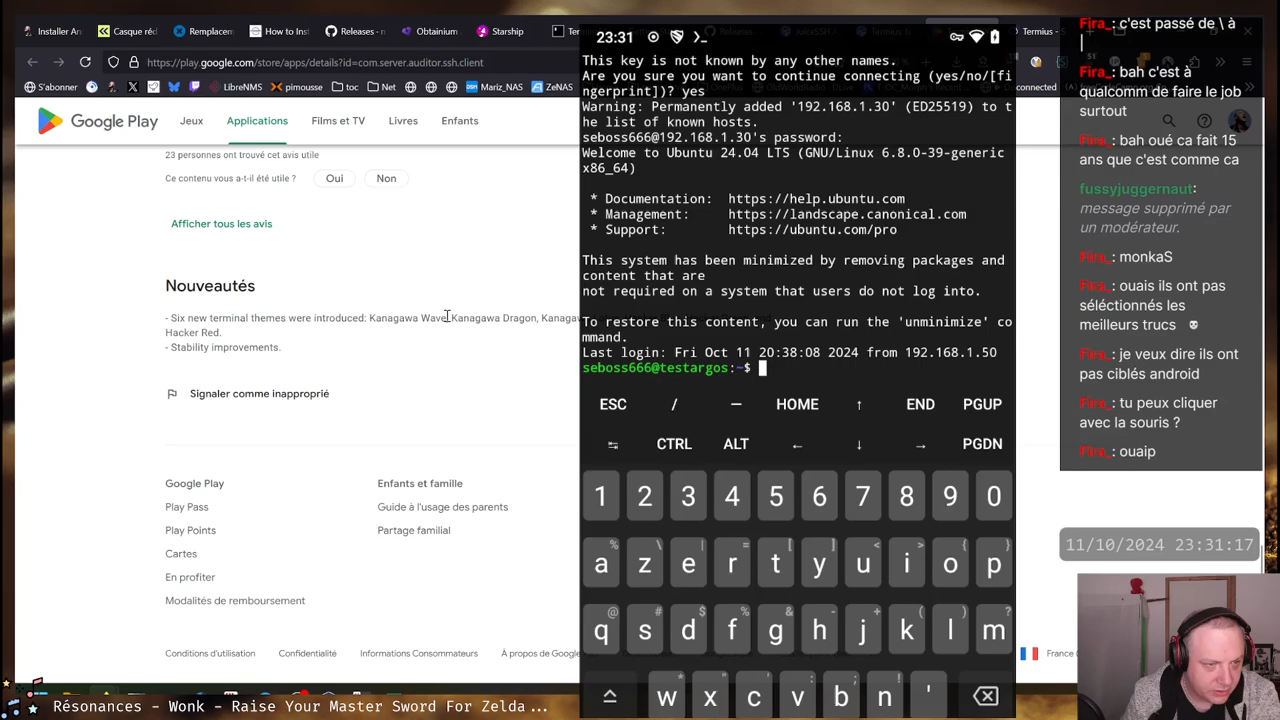 Installer An
Casque réd
Remplacem
How to Inst
Releases -
Obtainium
Starship
Term
Releases
JuiceSSH
Termius
Termius
https://play.google.com/store/apps/details?id=com.server.auditor.ssh.client
S'abonner
LibreNMS
pimousse
toc
Net
DSM
Mariz_NAS
ZeNAS
Google Play
Jeux
Applications
Films et TV
Livres
Enfants
23 personnes ont trouvé cet avis utile
Ce contenu vous a-t-il été utile ?
Oui
Non
Afficher tous les avis
Nouveautés
- Six new terminal themes were introduced: Kanagawa Wave, Kanagawa Dragon, Kanagaw
Hacker Red.
- Stability improvements.
Signaler comme inapproprié
Google Play
Play Pass
Play Points
Cartes
En profiter
Modalités de remboursement
Enfants et famille
Guide à l'usage des parents
Partage familial
Conditions d'utilisation
Confidentialité
Informations Consommateurs
À propos de Google
France
23:31
This key is not known by any other names.
Are you sure you want to continue connecting (yes/no/[fi
ngerprint])? yes
Warning: Permanently added '192.168.1.30' (ED25519) to t
he list of known hosts.
seboss666@192.168.1.30's password:
Welcome to Ubuntu 24.04 LTS (GNU/Linux 6.8.0-39-generic
x86_64)
* Documentation: https://help.ubuntu.com
* Management: https://landscape.canonical.com
* Support: https://ubuntu.com/pro
This system has been minimized by removing packages and
content that are
not required on a system that users do not log into.
To restore this content, you can run the 'unminimize' co
mmand.
Last login: Fri Oct 11 20:38:08 2024 from 192.168.1.50
seboss666@testargos:~$
ESC / — HOME ↑ END PGUP
↹ CTRL ALT ← ↓ → PGDN
1 2 3 4 5 6 7 8 9 0
% \ | = [ ] < > { }
a z e r t y u i o p
@ # $ % & - + ( ) ?
q s d f g h j k l m
* " ' : ; !
w x c v b n '
Fira_: c'est passé de \ à
|
Fira_: bah c'est à
qualcomm de faire le job
surtout
Fira_: bah oué ca fait 15
ans que c'est comme ca
fussyjuggernaut:
message supprimé par
un modérateur.
Fira_: monkaS
Fira_: ouais ils ont pas
séléctionnés les
meilleurs trucs 💀
Fira_: je veux dire ils ont
pas ciblés android
Fira_: tu peux cliquer
avec la souris ?
Fira_: ouaip
11/10/2024 23:31:17
Résonances - Wonk - Raise Your Master Sword For Zelda...